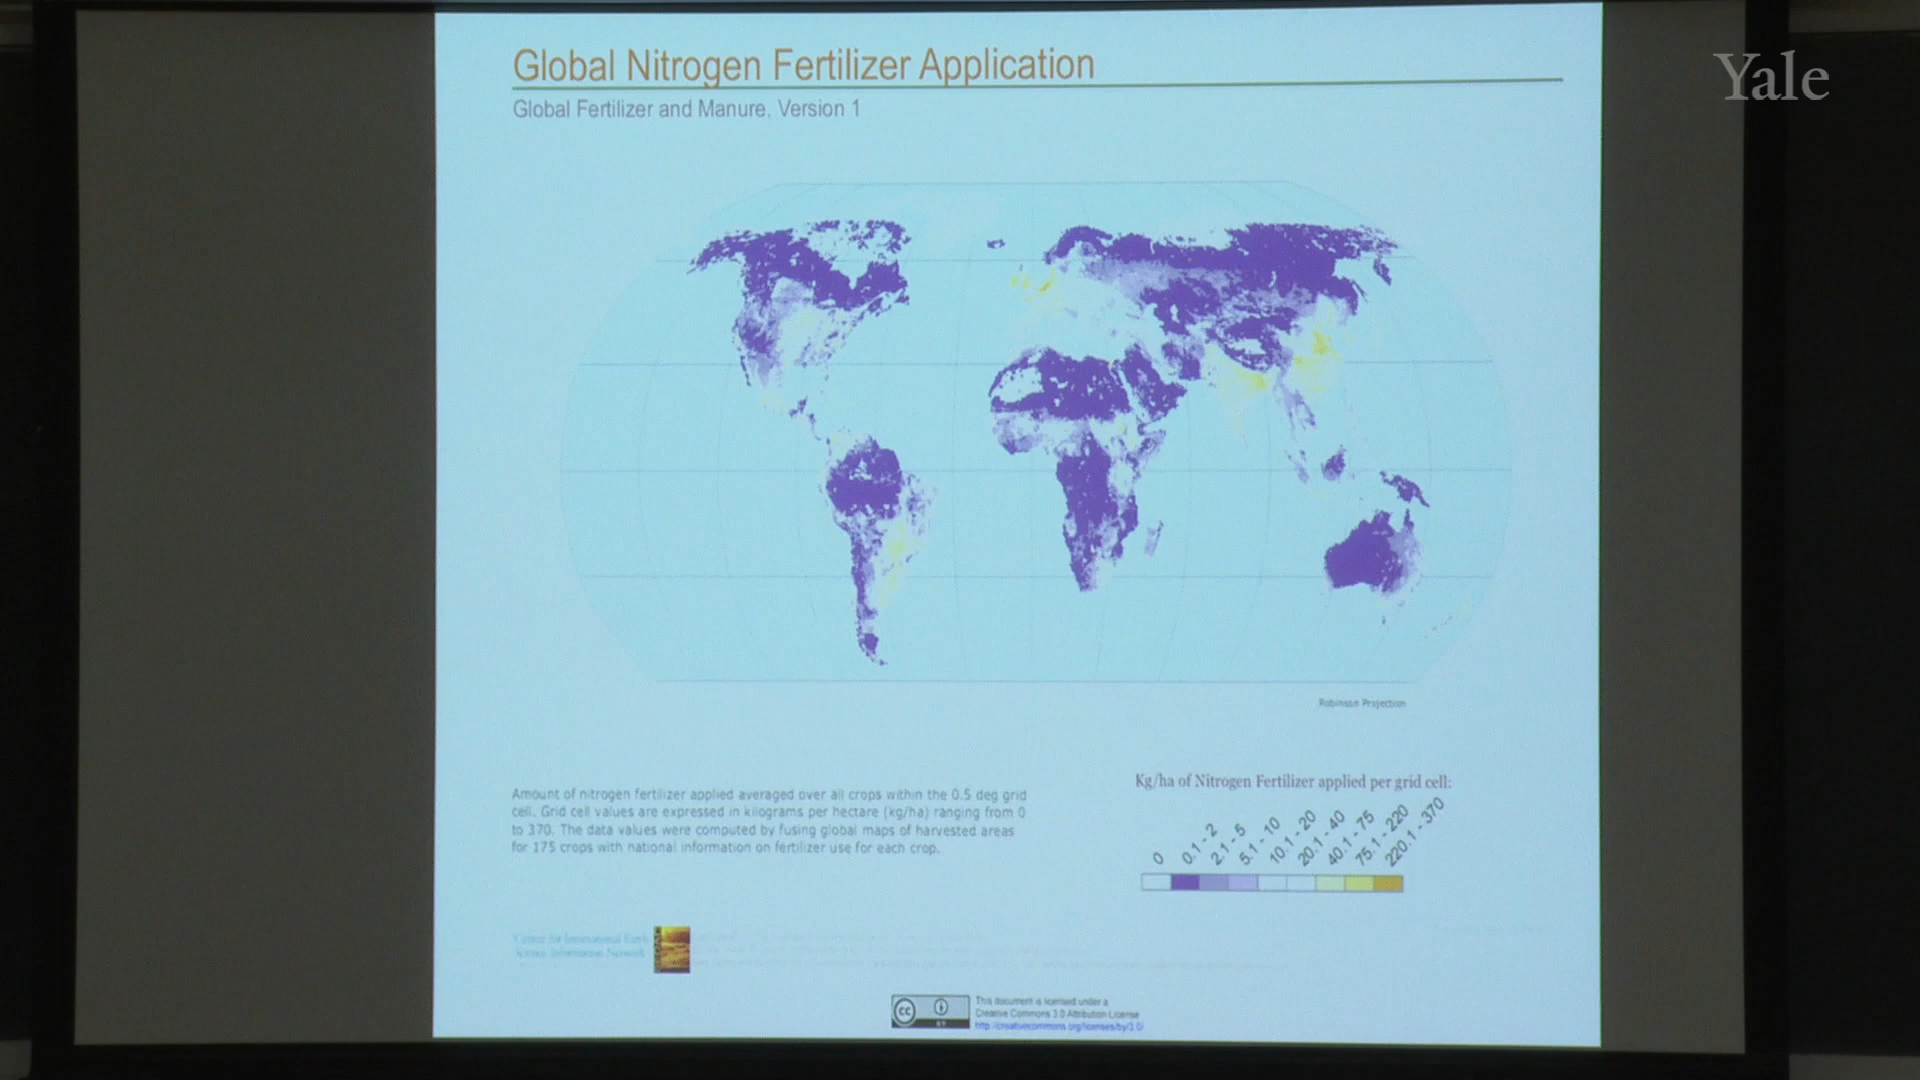 Global Nitrogen Fertilizer Application
Yale
Global Fertilizer and Manure, Version 1
Robinson Projection
Amount of nitrogen fertilizer applied averaged over all crops within the 0.5 deg grid
cell. Grid cell values are expressed in kilograms per hectare (kg/ha) ranging from 0
to 370. The data values were computed by fusing global maps of harvested areas
for 175 crops with national information on fertilizer use for each crop.
Kg/ha of Nitrogen Fertilizer applied per grid cell:
0
0.1 - 2
2.1 - 5
5.1 - 10
10.1 - 20
20.1 - 40
40.1 - 75
75.1 - 220
220.1 - 370
Center for International Earth
Science Information Network
cc
BY
This document is licensed under a
Creative Commons 3.0 Attribution License
http://creativecommons.org/licenses/by/3.0/